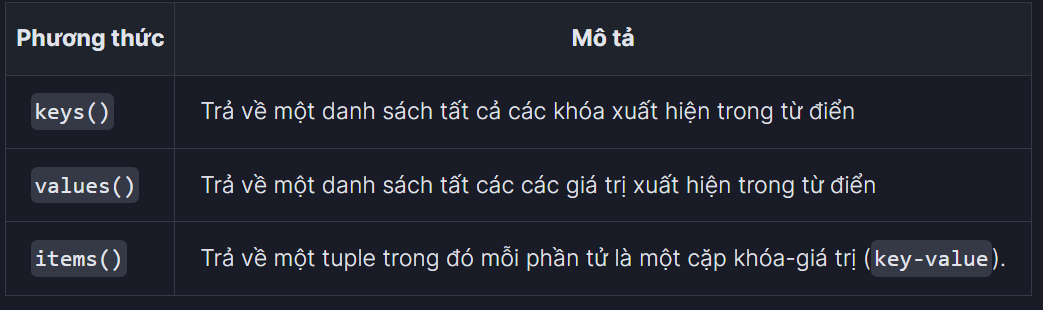 Phương thức Mô tả
keys() Trả về một danh sách tất cả các khóa xuất hiện trong từ điển
values() Trả về một danh sách tất các các giá trị xuất hiện trong từ điển
items() Trả về một tuple trong đó mỗi phần tử là một cặp khóa-giá trị (key-value).